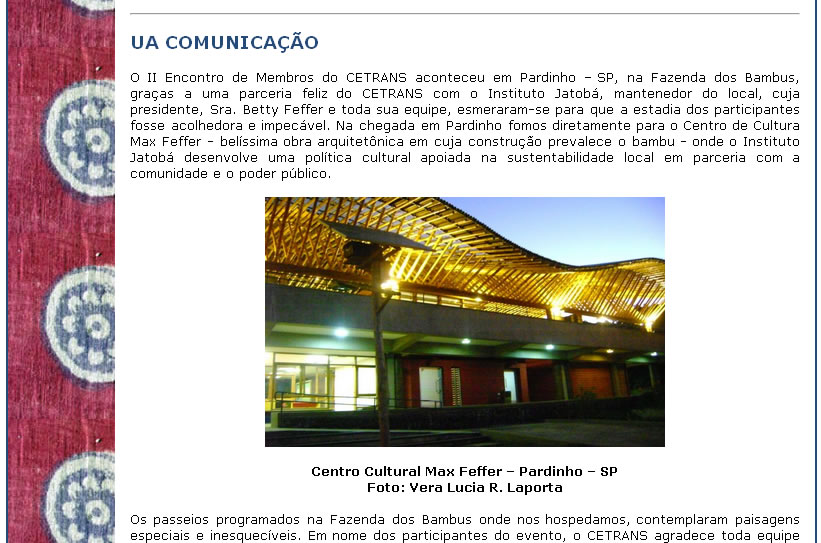 UA COMUNICAÇÃO
O II Encontro de Membros do CETRANS aconteceu em Pardinho – SP, na Fazenda dos Bambus,
graças a uma parceria feliz do CETRANS com o Instituto Jatobá, mantenedor do local, cuja
presidente, Sra. Betty Feffer e toda sua equipe, esmeraram-se para que a estadia dos participantes
fosse acolhedora e impecável. Na chegada em Pardinho fomos diretamente para o Centro de Cultura
Max Feffer – belíssima obra arquitetônica em cuja construção prevalece o bambu - onde o Instituto
Jatobá desenvolve uma política cultural apoiada na sustentabilidade local em parceria com a
comunidade e o poder público.
Centro Cultural Max Feffer – Pardinho – SP
Foto: Vera Lucia R. Laporta
Os passeios programados na Fazenda dos Bambus onde nos hospedamos, contemplaram paisagens
especiais e inesquecíveis. Em nome dos participantes do evento, o CETRANS agradece toda equipe